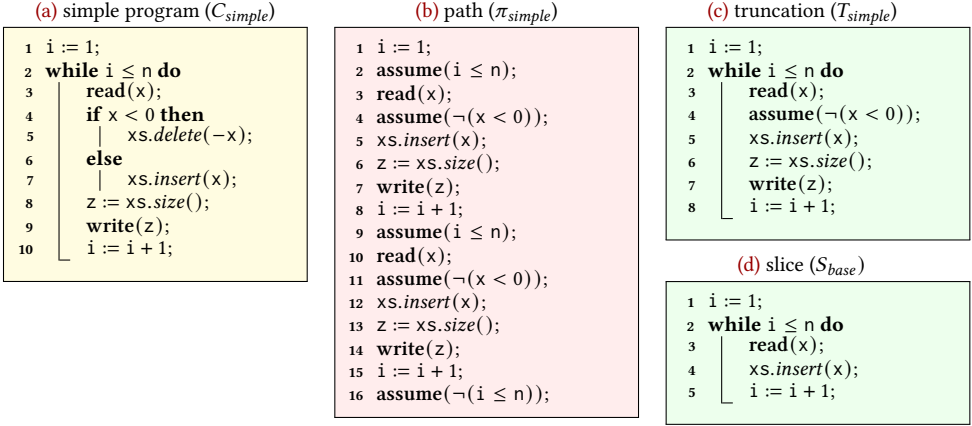 (a) simple program (C_simple)
1 i := 1;
2 while i ≤ n do
3 read(x);
4 if x < 0 then
5 xs.delete(−x);
6 else
7 xs.insert(x);
8 z := xs.size();
9 write(z);
10 i := i + 1;
(b) path (π_simple)
1 i := 1;
2 assume(i ≤ n);
3 read(x);
4 assume(¬(x < 0));
5 xs.insert(x);
6 z := xs.size();
7 write(z);
8 i := i + 1;
9 assume(i ≤ n);
10 read(x);
11 assume(¬(x < 0));
12 xs.insert(x);
13 z := xs.size();
14 write(z);
15 i := i + 1;
16 assume(¬(i ≤ n));
(c) truncation (T_simple)
1 i := 1;
2 while i ≤ n do
3 read(x);
4 assume(¬(x < 0));
5 xs.insert(x);
6 z := xs.size();
7 write(z);
8 i := i + 1;
(d) slice (S_base)
1 i := 1;
2 while i ≤ n do
3 read(x);
4 xs.insert(x);
5 i := i + 1;